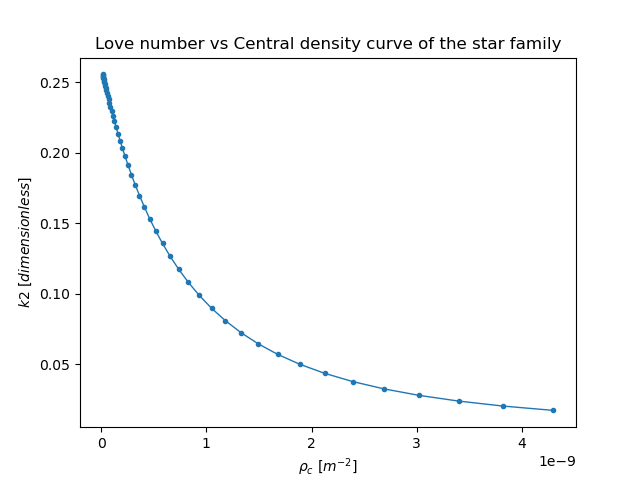 Love number vs Central density curve of the star family
0.25
0.20
0.15
0.10
0.05
k2 [dimensionless]
0 1 2 3 4
1e−9
ρc [m−2]